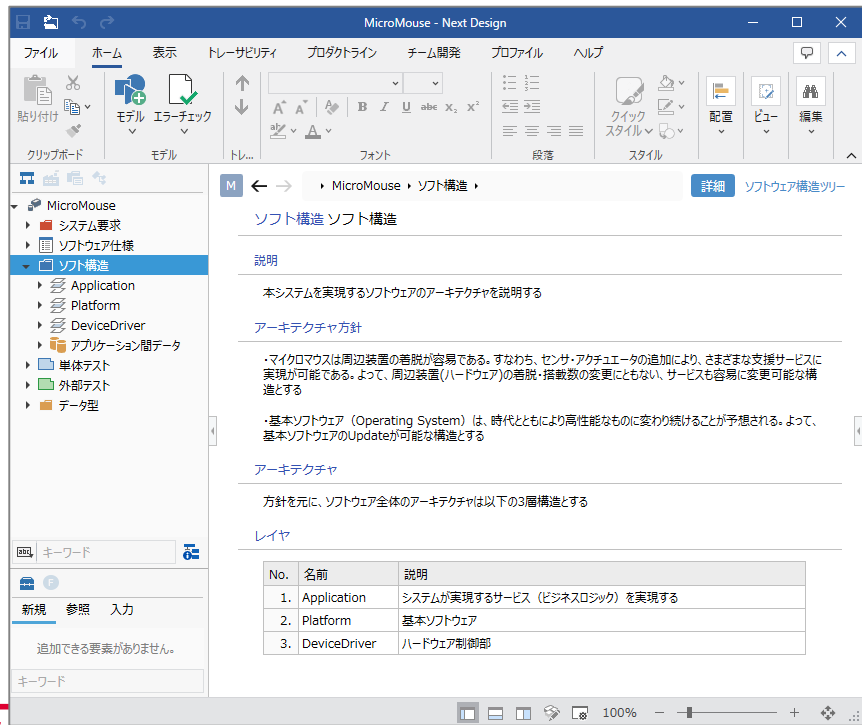 MicroMouse - Next Design
ファイル ホーム 表示 トレーサビリティ プロダクトライン チーム開発 プロファイル ヘルプ
貼り付け モデル エラーチェック クイック 配置 ビュー 編集
スタイル
B I U abc X₂ X²
クリップボード モデル トレ... フォント 段落 スタイル
MicroMouse
システム要求
ソフトウェア仕様
ソフト構造
Application
Platform
DeviceDriver
アプリケーション間データ
単体テスト
外部テスト
データ型
キーワード
新規 参照 入力
追加できる要素がありません。
キーワード
M MicroMouse ソフト構造 詳細 ソフトウェア構造ツリー
ソフト構造 ソフト構造
説明
本システムを実現するソフトウェアのアーキテクチャを説明する
アーキテクチャ方針
・マイクロマウスは周辺装置の着脱が容易である。すなわち、センサ・アクチュエータの追加により、さまざまな支援サービスに
実現が可能である。よって、周辺装置(ハードウェア)の着脱・搭載数の変更にともない、サービスも容易に変更可能な構
造とする
・基本ソフトウェア（Operating System）は、時代とともにより高性能なものに変わり続けることが予想される。よって、
基本ソフトウェアのUpdateが可能な構造とする
アーキテクチャ
方針を元に、ソフトウェア全体のアーキテクチャは以下の3層構造とする
レイヤ
No. 名前 説明
1. Application システムが実現するサービス（ビジネスロジック）を実現する
2. Platform 基本ソフトウェア
3. DeviceDriver ハードウェア制御部
100%